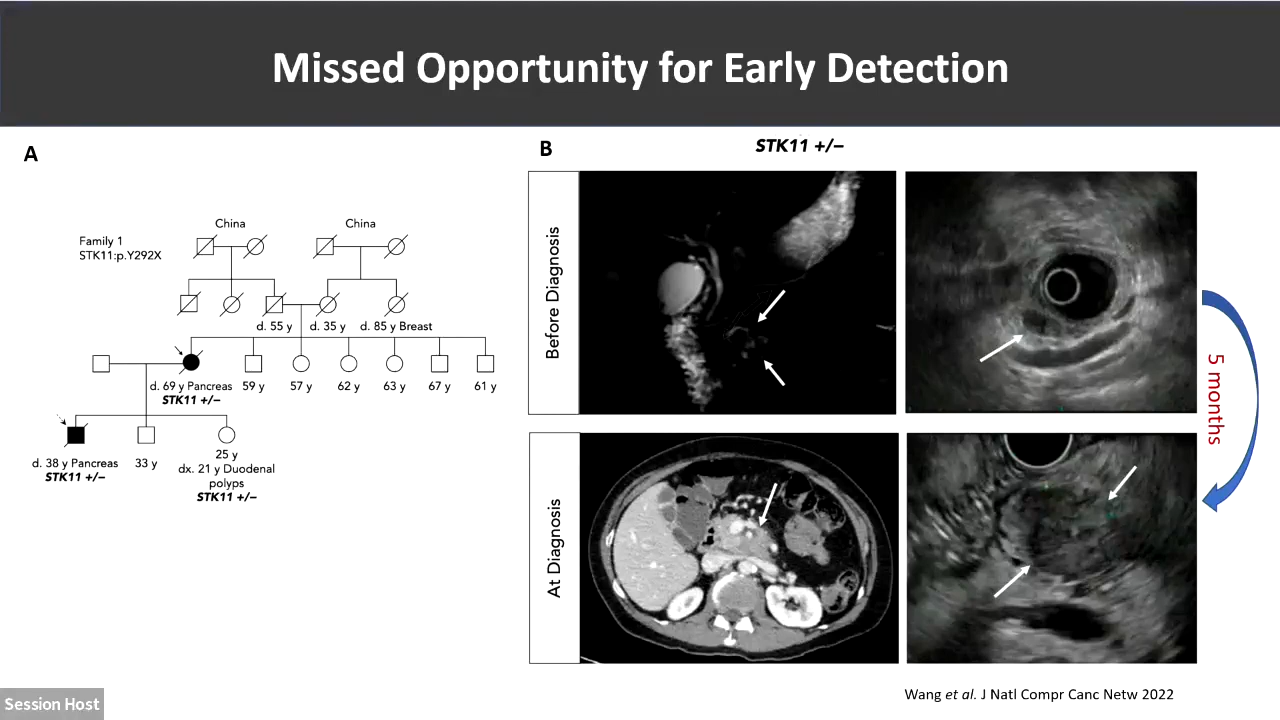 Missed Opportunity for Early Detection
A
Family 1
STK11:p.Y292X
China
China
d. 55 y
d. 35 y
d. 85 y Breast
d. 69 y Pancreas
STK11 +/−
59 y
57 y
62 y
63 y
67 y
61 y
d. 38 y Pancreas
STK11 +/−
33 y
25 y
dx. 21 y Duodenal
polyps
STK11 +/−
B
STK11 +/−
Before Diagnosis
At Diagnosis
5 months
Wang et al. J Natl Compr Canc Netw 2022
Session Host